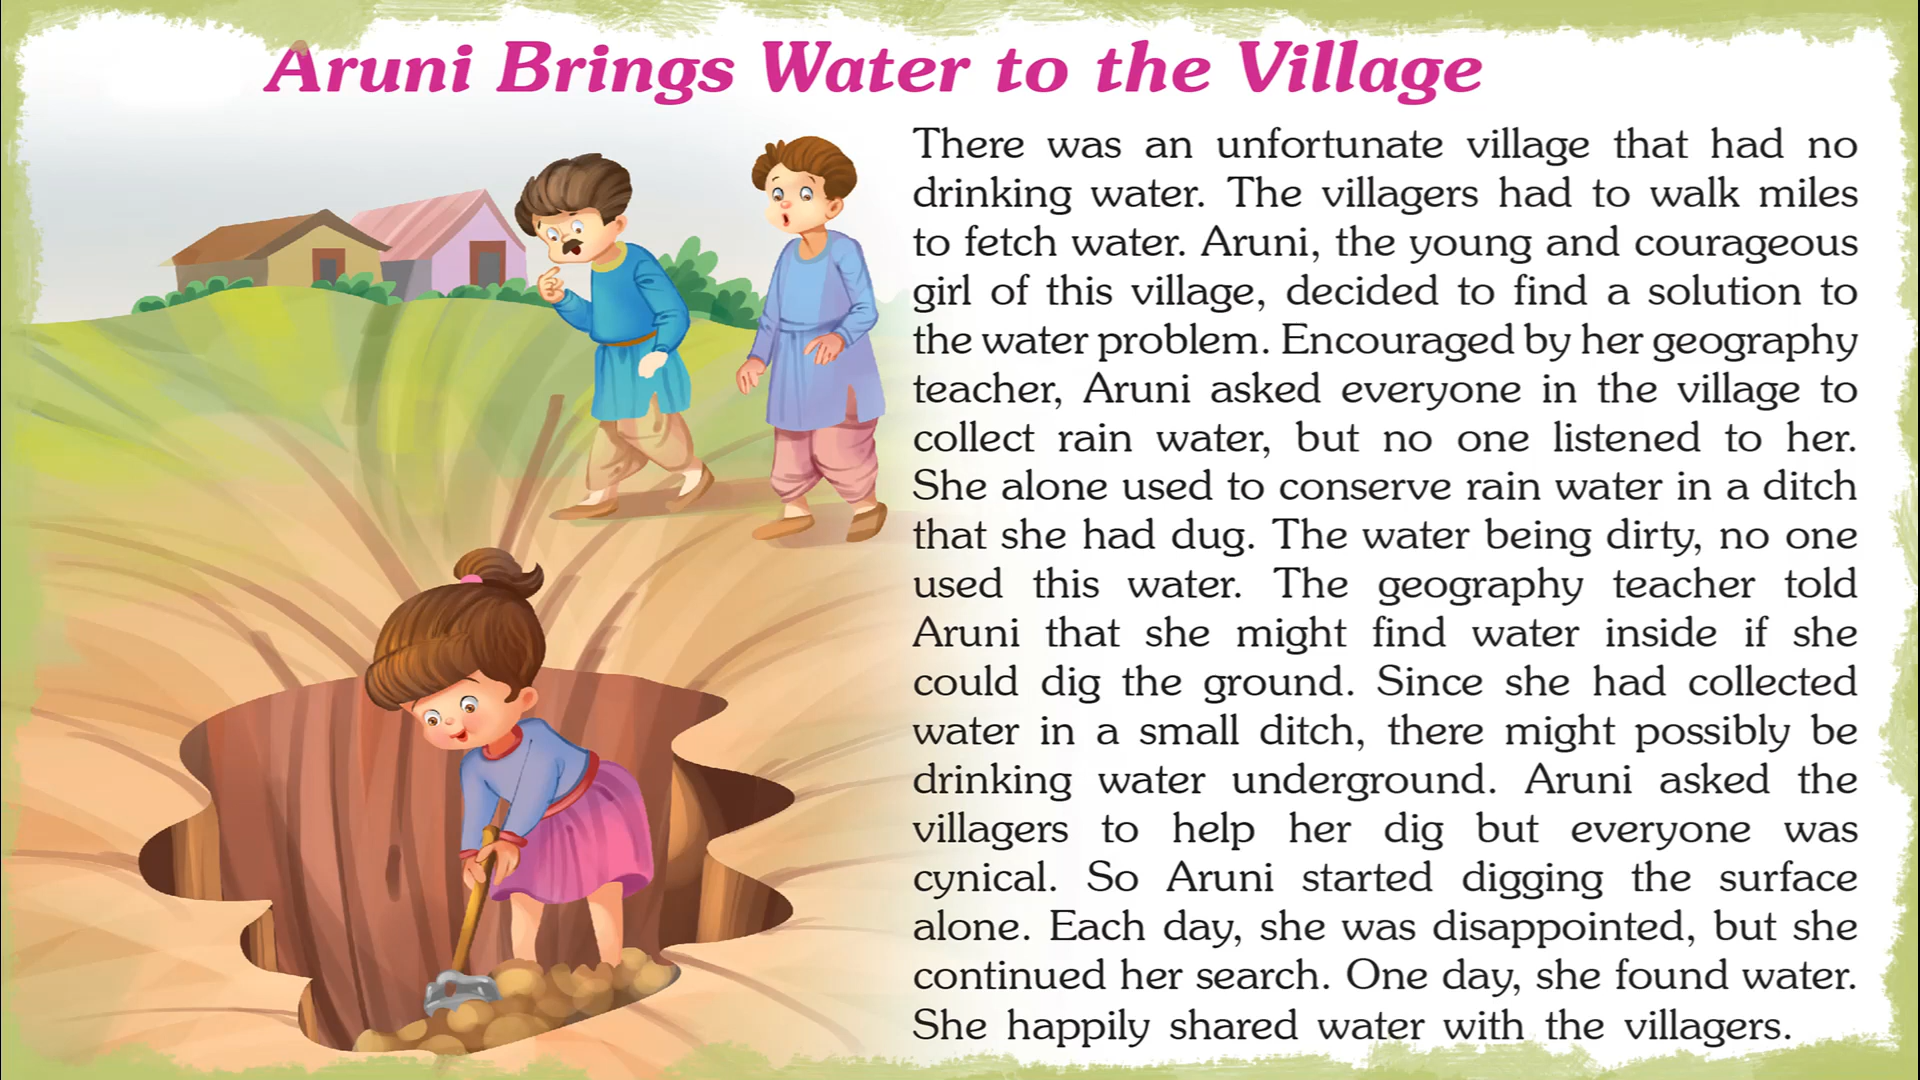 Aruni Brings Water to the Village
There was an unfortunate village that had no
drinking water. The villagers had to walk miles
to fetch water. Aruni, the young and courageous
girl of this village, decided to find a solution to
the water problem. Encouraged by her geography
teacher, Aruni asked everyone in the village to
collect rain water, but no one listened to her.
She alone used to conserve rain water in a ditch
that she had dug. The water being dirty, no one
used this water. The geography teacher told
Aruni that she might find water inside if she
could dig the ground. Since she had collected
water in a small ditch, there might possibly be
drinking water underground. Aruni asked the
villagers to help her dig but everyone was
cynical. So Aruni started digging the surface
alone. Each day, she was disappointed, but she
continued her search. One day, she found water.
She happily shared water with the villagers.